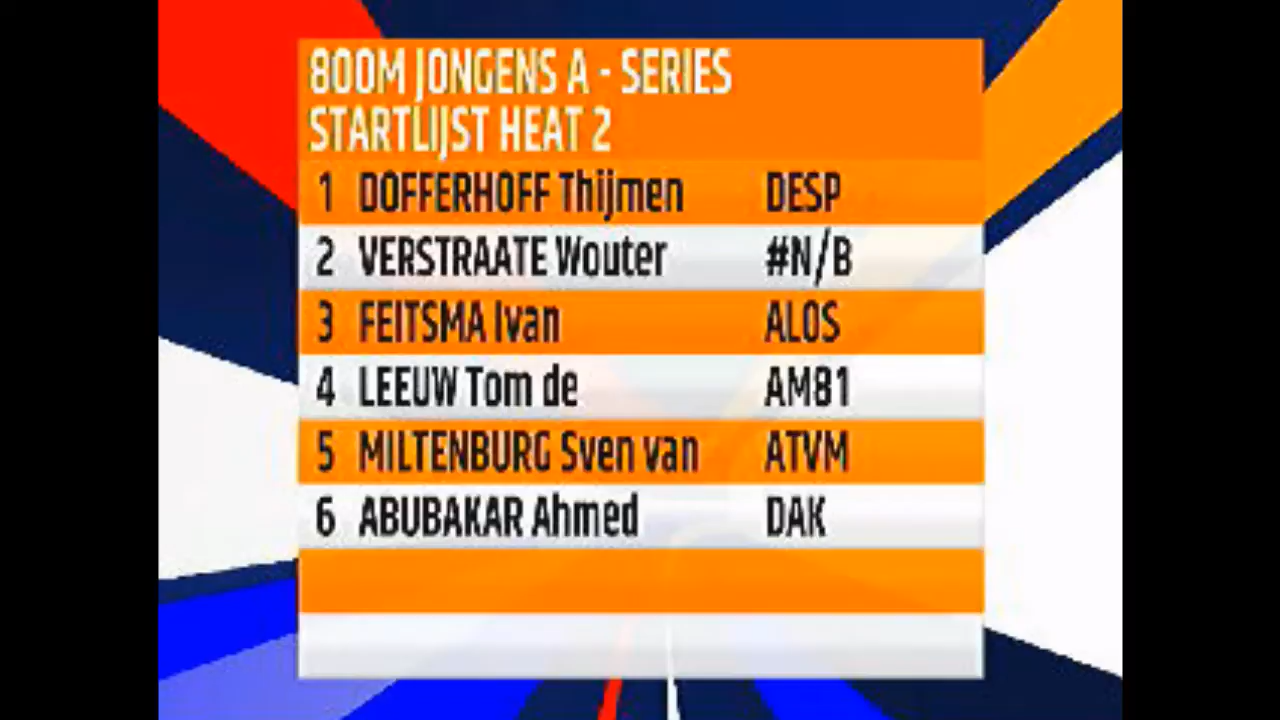 800M JONGENS A - SERIES
STARTLIJST HEAT 2
1 DOFFERHOFF Thijmen DESP
2 VERSTRAATE Wouter #N/B
3 FEITSMA Ivan ALOS
4 LEEUW Tom de AM81
5 MILTENBURG Sven van ATVM
6 ABUBAKAR Ahmed DAK